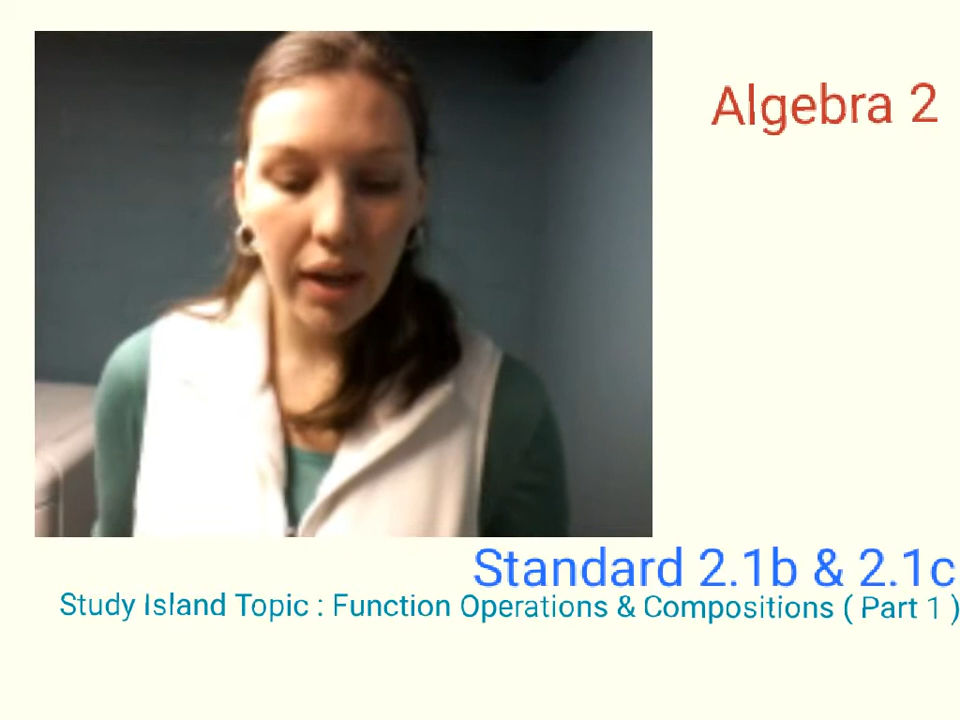 Algebra 2
Standard 2.1b & 2.1c
Study Island Topic : Function Operations & Compositions ( Part 1 )